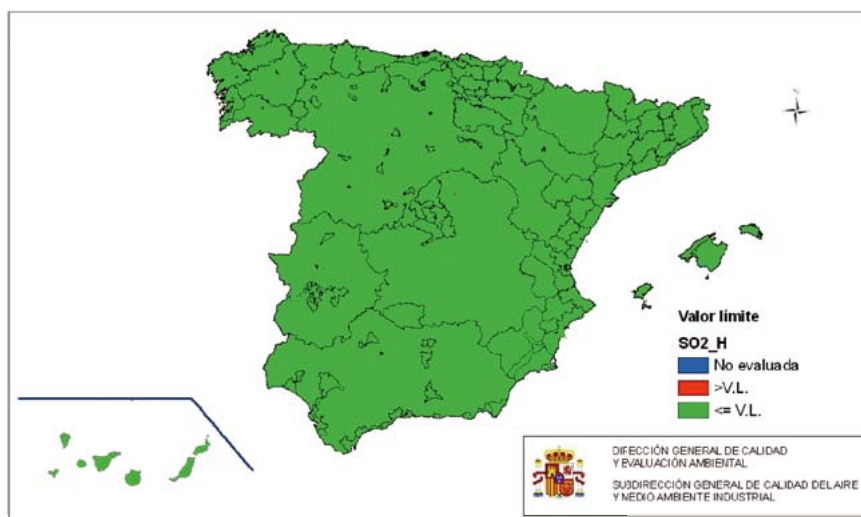 Valor límite
SO2_H
No evaluada
>V.L.
<= V.L.
DIRECCIÓN GENERAL DE CALIDAD
Y EVALUACIÓN AMBIENTAL
SUBDIRECCIÓN GENERAL DE CALIDAD DEL AIRE
Y MEDIO AMBIENTE INDUSTRIAL